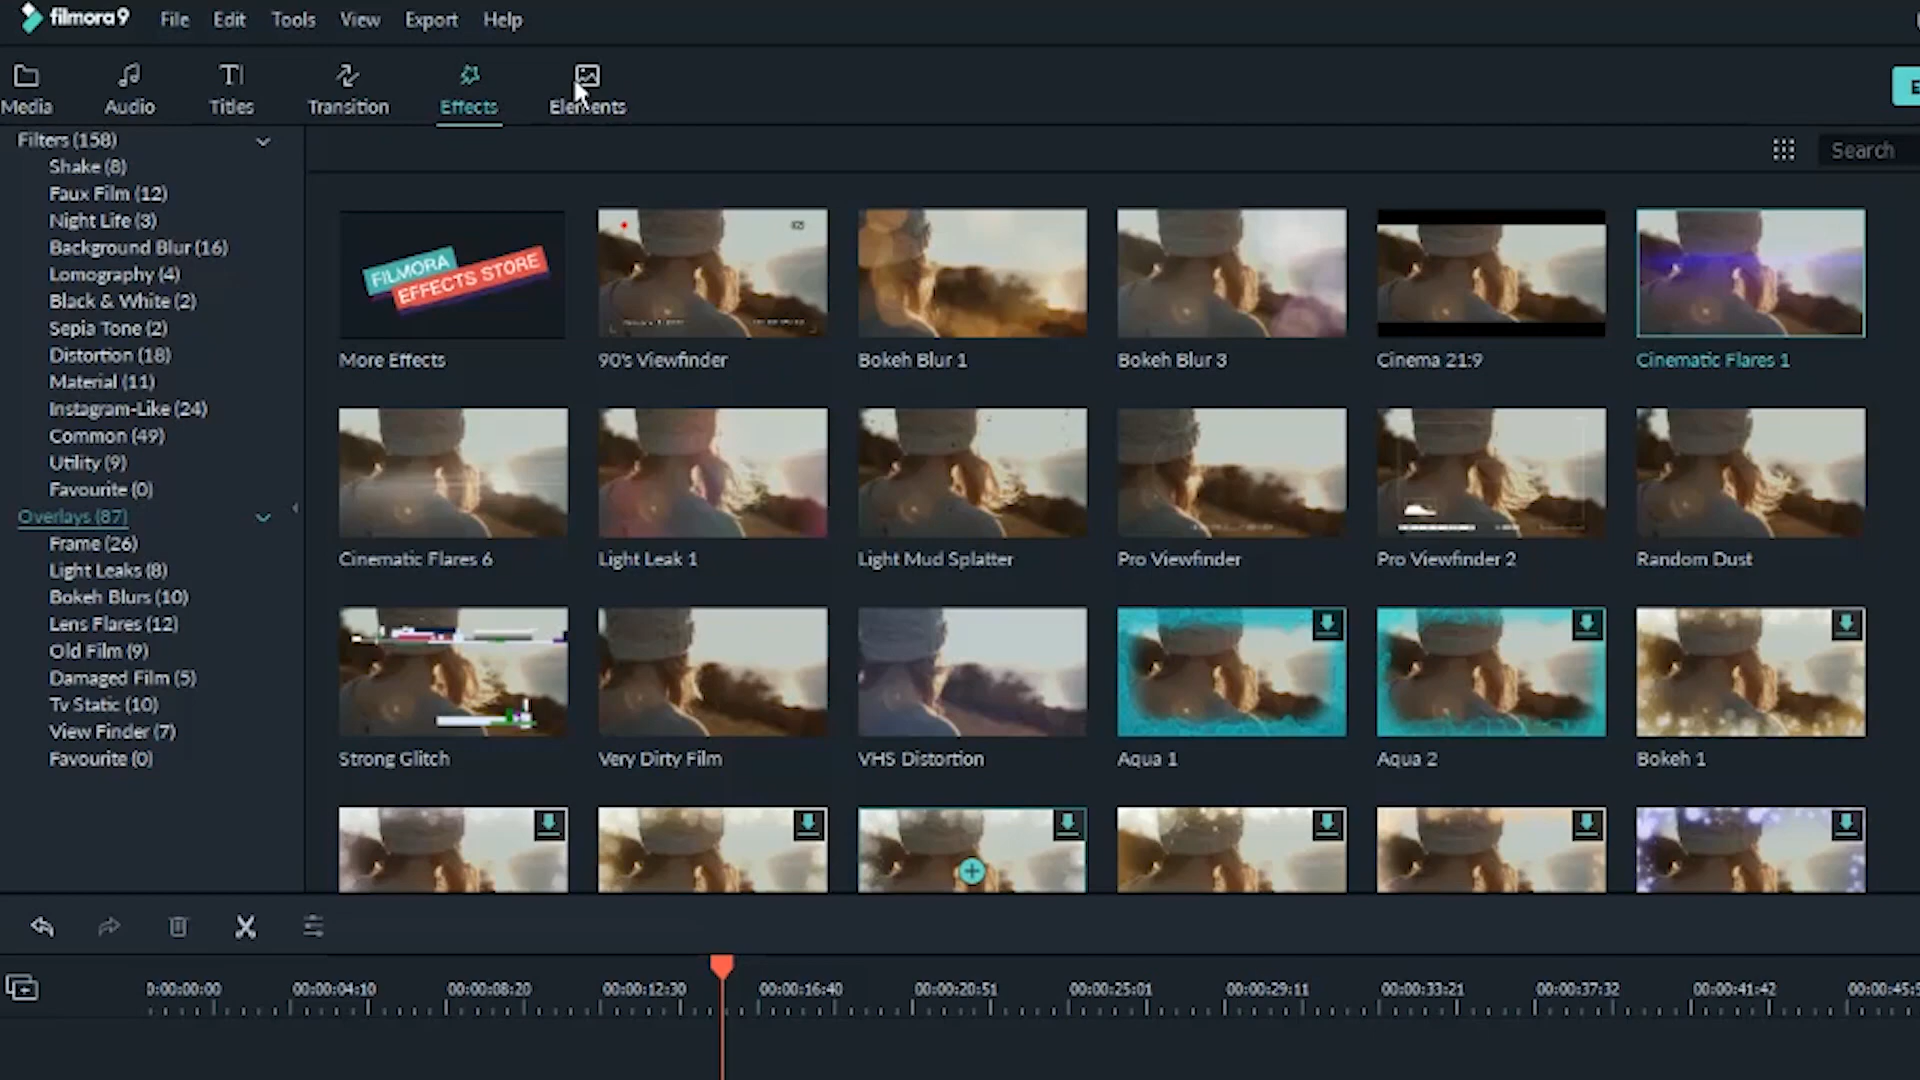 filmora9 File Edit Tools View Export Help
Media Audio Titles Transition Effects Elements
Search
Filters (158)
Shake (8)
Faux Film (12)
Night Life (3)
Background Blur (16)
Lomography (4)
Black & White (2)
Sepia Tone (2)
Distortion (18)
Material (11)
Instagram-Like (24)
Common (49)
Utility (9)
Favourite (0)
Overlays (87)
Frame (26)
Light Leaks (8)
Bokeh Blurs (10)
Lens Flares (12)
Old Film (9)
Damaged Film (5)
Tv Static (10)
View Finder (7)
Favourite (0)
FILMORA
EFFECTS STORE
More Effects 90's Viewfinder Bokeh Blur 1 Bokeh Blur 3 Cinema 21:9 Cinematic Flares 1
Cinematic Flares 6 Light Leak 1 Light Mud Splatter Pro Viewfinder Pro Viewfinder 2 Random Dust
Strong Glitch Very Dirty Film VHS Distortion Aqua 1 Aqua 2 Bokeh 1
0:00:00:00 00:00:04:10 00:00:08:20 00:00:12:30 00:00:16:40 00:00:20:51 00:00:25:01 00:00:29:11 00:00:33:21 00:00:37:32 00:00:41:42 00:00:45:5